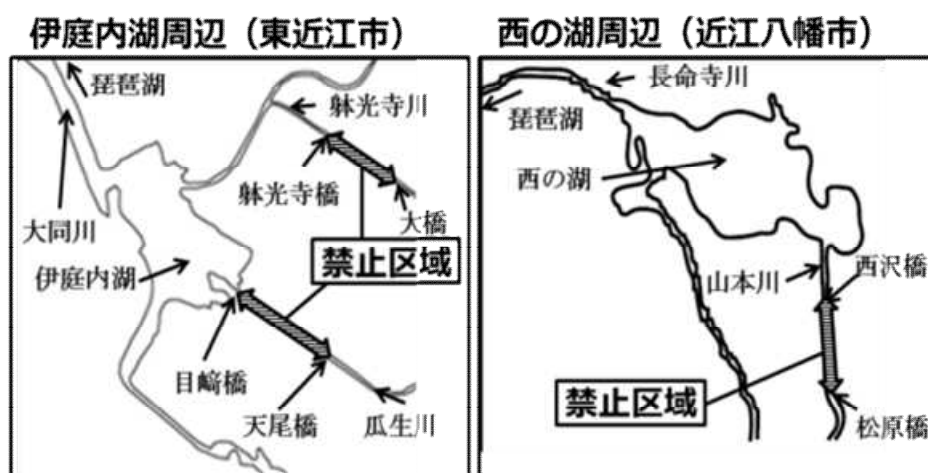 伊庭内湖周辺（東近江市）
琵琶湖
躰光寺川
躰光寺橋
大橋
大同川
伊庭内湖
禁止区域
目﨑橋
天尾橋
瓜生川
西の湖周辺（近江八幡市）
長命寺川
琵琶湖
西の湖
山本川
西沢橋
禁止区域
松原橋